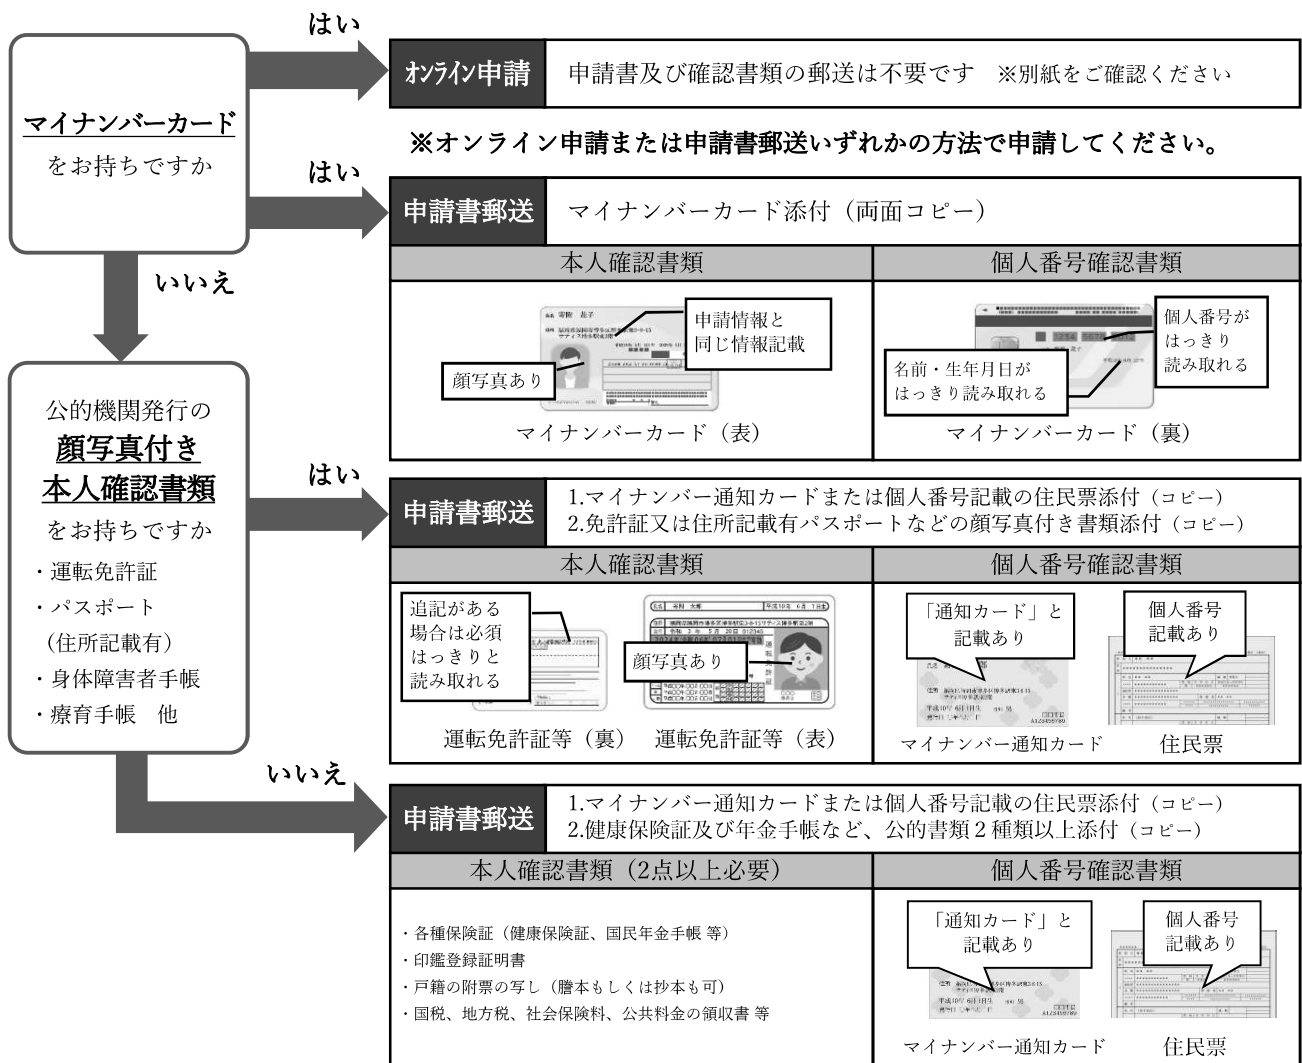 はい
マイナンバーカード
をお持ちですか
オンライン申請
申請書及び確認書類の郵送は不要です　※別紙をご確認ください
※オンライン申請または申請書郵送いずれかの方法で申請してください。
はい
申請書郵送
マイナンバーカード添付（両面コピー）
本人確認書類
個人番号確認書類
申請情報と
同じ情報記載
顔写真あり
マイナンバーカード（表）
個人番号が
はっきり
読み取れる
名前・生年月日が
はっきり読み取れる
マイナンバーカード（裏）
いいえ
公的機関発行の
顔写真付き
本人確認書類
をお持ちですか
・運転免許証
・パスポート
（住所記載有）
・身体障害者手帳
・療育手帳　他
はい
申請書郵送
1.マイナンバー通知カードまたは個人番号記載の住民票添付（コピー）
2.免許証又は住所記載有パスポートなどの顔写真付き書類添付（コピー）
本人確認書類
個人番号確認書類
追記がある
場合は必須
はっきりと
読み取れる
顔写真あり
運転免許証等（裏）
運転免許証等（表）
「通知カード」と
記載あり
A123456789
マイナンバー通知カード
個人番号
記載あり
住民票
いいえ
申請書郵送
1.マイナンバー通知カードまたは個人番号記載の住民票添付（コピー）
2.健康保険証及び年金手帳など、公的書類２種類以上添付（コピー）
本人確認書類（2点以上必要）
個人番号確認書類
・各種保険証（健康保険証、国民年金手帳 等）
・印鑑登録証明書
・戸籍の附票の写し（謄本もしくは抄本も可）
・国税、地方税、社会保険料、公共料金の領収書 等
「通知カード」と
記載あり
A123456789
マイナンバー通知カード
個人番号
記載あり
住民票